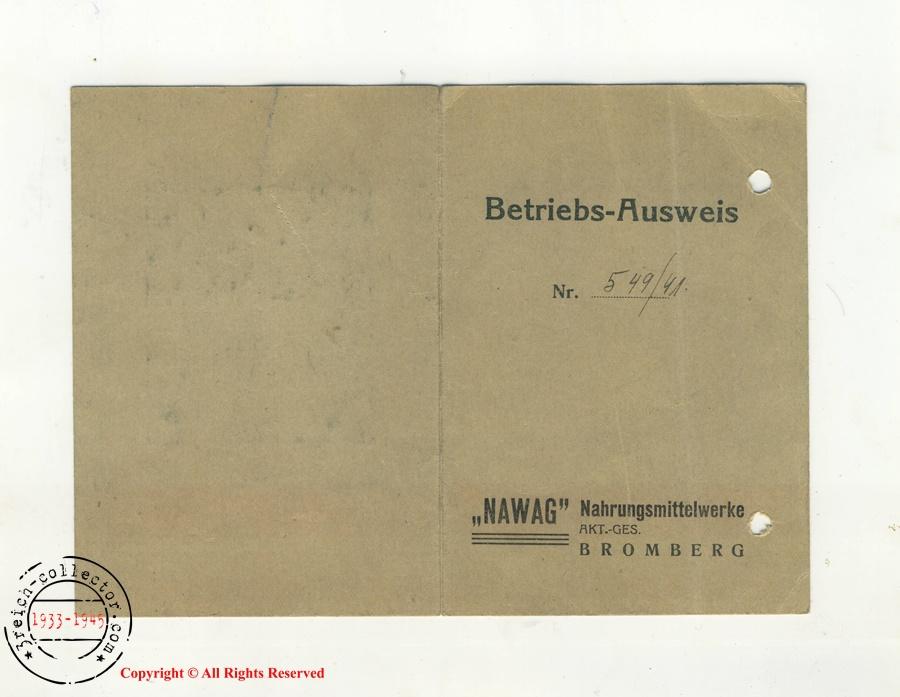 Betriebs-Ausweis
Nr. 549/41.
„NAWAG” Nahrungsmittelwerke
AKT.-GES.
BROMBERG
3reich-collector.com
1933-1945
Copyright © All Rights Reserved